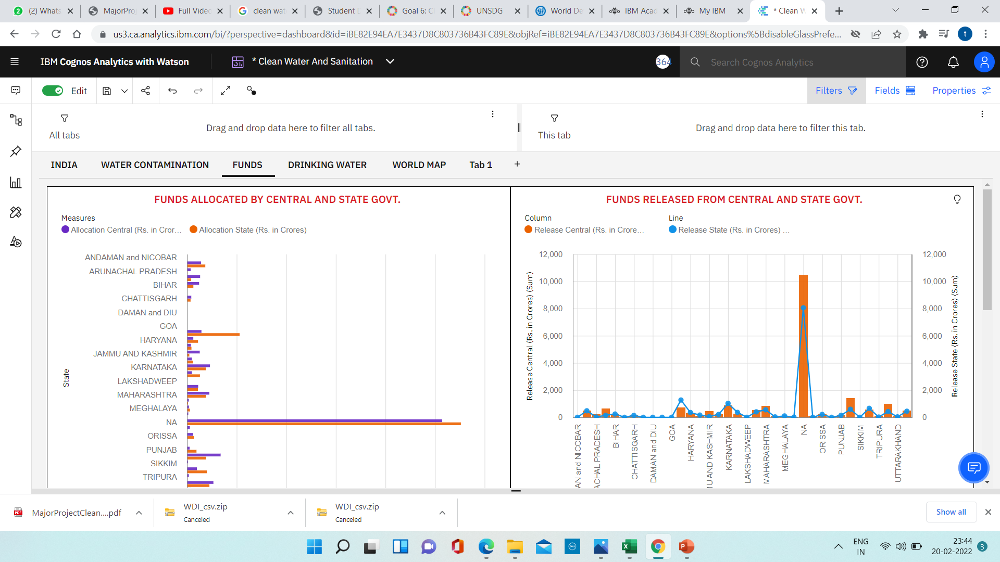 (2) Whats
MajorPro
Full Video
clean wat
Student D
Goal 6: Cl
UNSDG
World De
IBM Acad
My IBM
* Clean W
us3.ca.analytics.ibm.com/bi/?perspective=dashboard&id=iBE82E94EA7E3437D8C803736B43FC89E&objRef=iBE82E94EA7E3437D8C803736B43FC89E&options%5BdisableGlassPrefe...
t
IBM Cognos Analytics with Watson
* Clean Water And Sanitation
364
Search Cognos Analytics
Edit
Filters
Fields
Properties
All tabs
Drag and drop data here to filter all tabs.
This tab
Drag and drop data here to filter this tab.
INDIA
WATER CONTAMINATION
FUNDS
DRINKING WATER
WORLD MAP
Tab 1
FUNDS ALLOCATED BY CENTRAL AND STATE GOVT.
Measures
Allocation Central (Rs. in Cror...
Allocation State (Rs. in Crores)
State
ANDAMAN and NICOBAR
ARUNACHAL PRADESH
BIHAR
CHATTISGARH
DAMAN and DIU
GOA
HARYANA
JAMMU AND KASHMIR
KARNATAKA
LAKSHADWEEP
MAHARASHTRA
MEGHALAYA
NA
ORISSA
PUNJAB
SIKKIM
TRIPURA
FUNDS RELEASED FROM CENTRAL AND STATE GOVT.
Column
Line
Release Central (Rs. in Crore...
Release State (Rs. in Crores) ...
Release Central (Rs. in Crores) (Sum)
12,000
10,000
8,000
6,000
4,000
2,000
0
12,000
10,000
8,000
6,000
4,000
2,000
0
Release State (Rs. in Crores) (Sum)
AN and NICOBAR
ACHAL PRADESH
BIHAR
CHATTISGARH
DAMAN and DIU
GOA
HARYANA
MU AND KASHMIR
KARNATAKA
LAKSHADWEEP
MAHARASHTRA
MEGHALAYA
NA
ORISSA
PUNJAB
SIKKIM
TRIPURA
UTTARAKHAND
PDF
MajorProjectClean....pdf
WDI_csv.zip
Canceled
WDI_csv.zip
Canceled
Show all
DELL
ENG
IN
23:44
20-02-2022
3